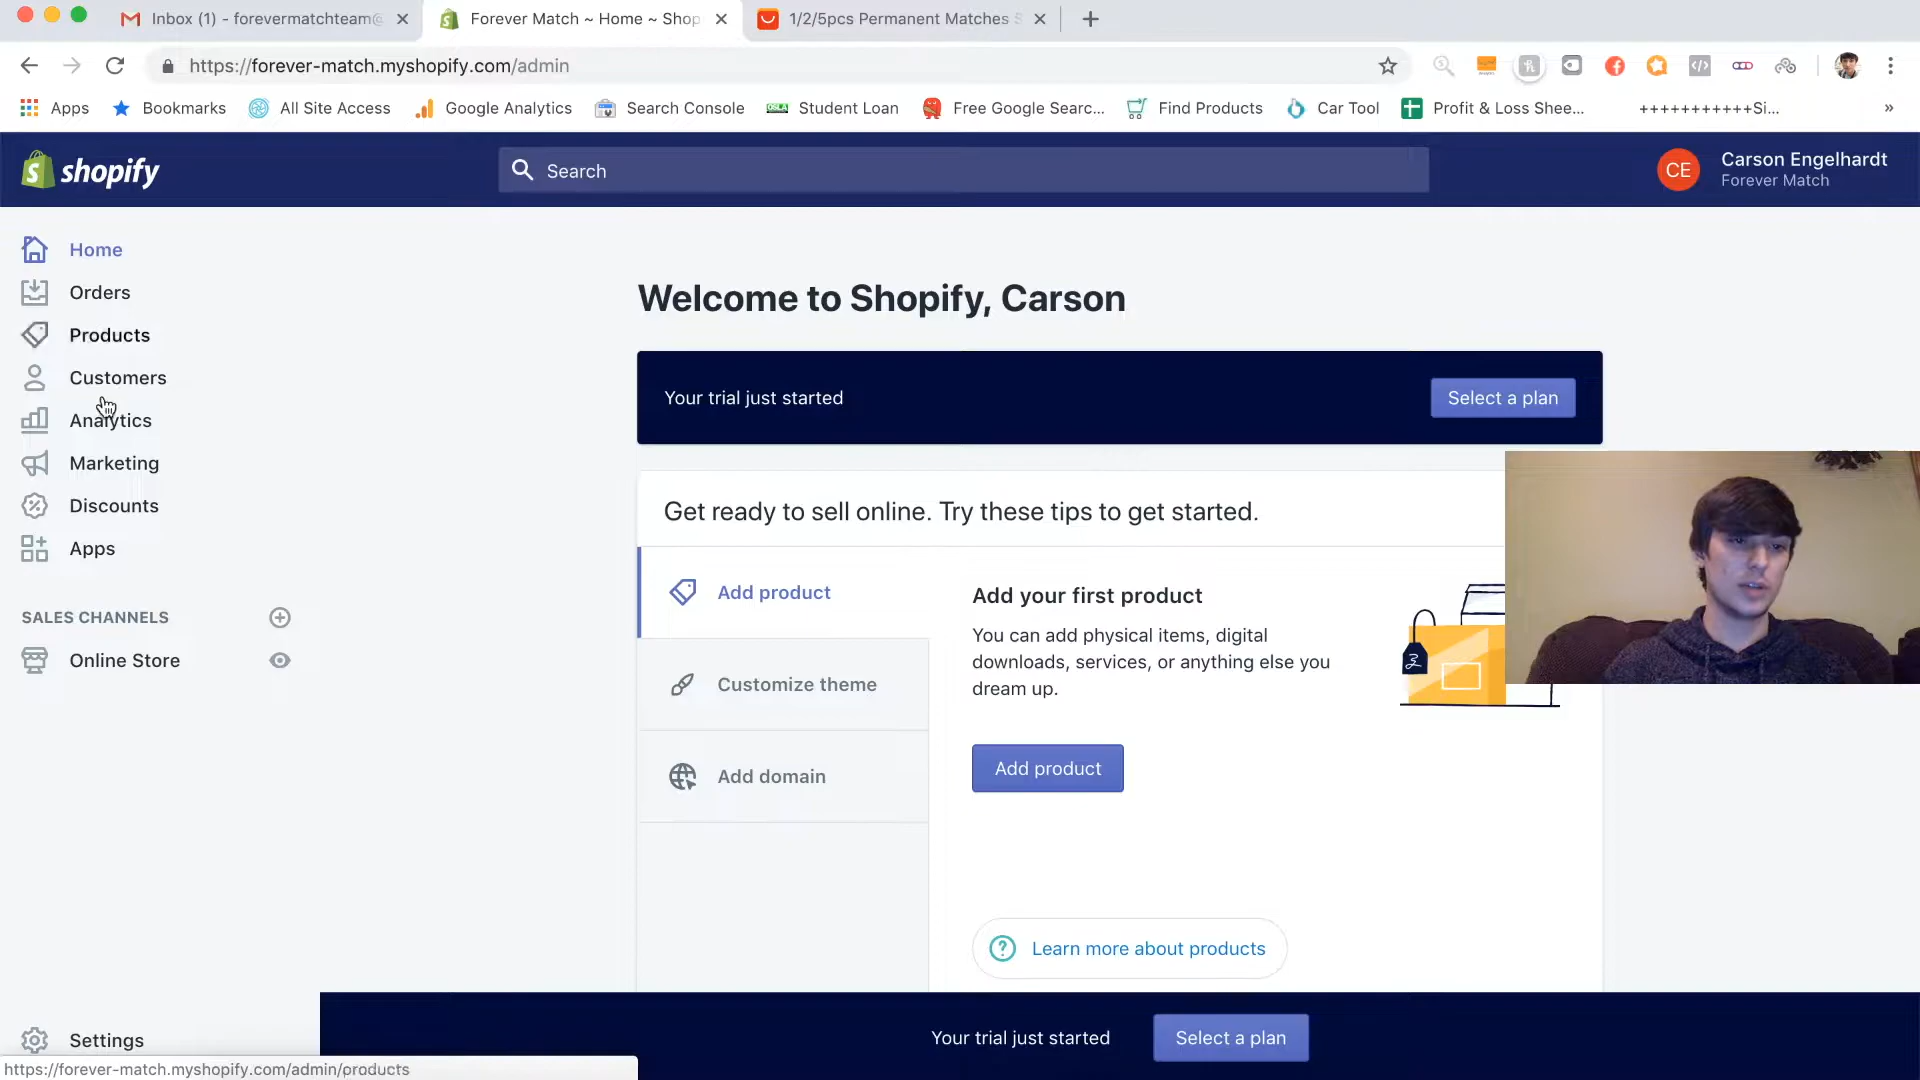 Inbox (1) - forevermatchteam@
Forever Match ~ Home ~ Shop
1/2/5pcs Permanent Matches S
https://forever-match.myshopify.com/admin
Apps
Bookmarks
All Site Access
Google Analytics
Search Console
Student Loan
Free Google Searc...
Find Products
Car Tool
Profit & Loss Shee...
+++++++++++Si...
»
shopify
Search
CE
Carson Engelhardt
Forever Match
Home
Orders
Products
Customers
Analytics
Marketing
Discounts
Apps
SALES CHANNELS
Online Store
Settings
Welcome to Shopify, Carson
Your trial just started
Select a plan
Get ready to sell online. Try these tips to get started.
Add product
Customize theme
Add domain
Add your first product
You can add physical items, digital
downloads, services, or anything else you
dream up.
Add product
Learn more about products
Your trial just started
Select a plan
https://forever-match.myshopify.com/admin/products